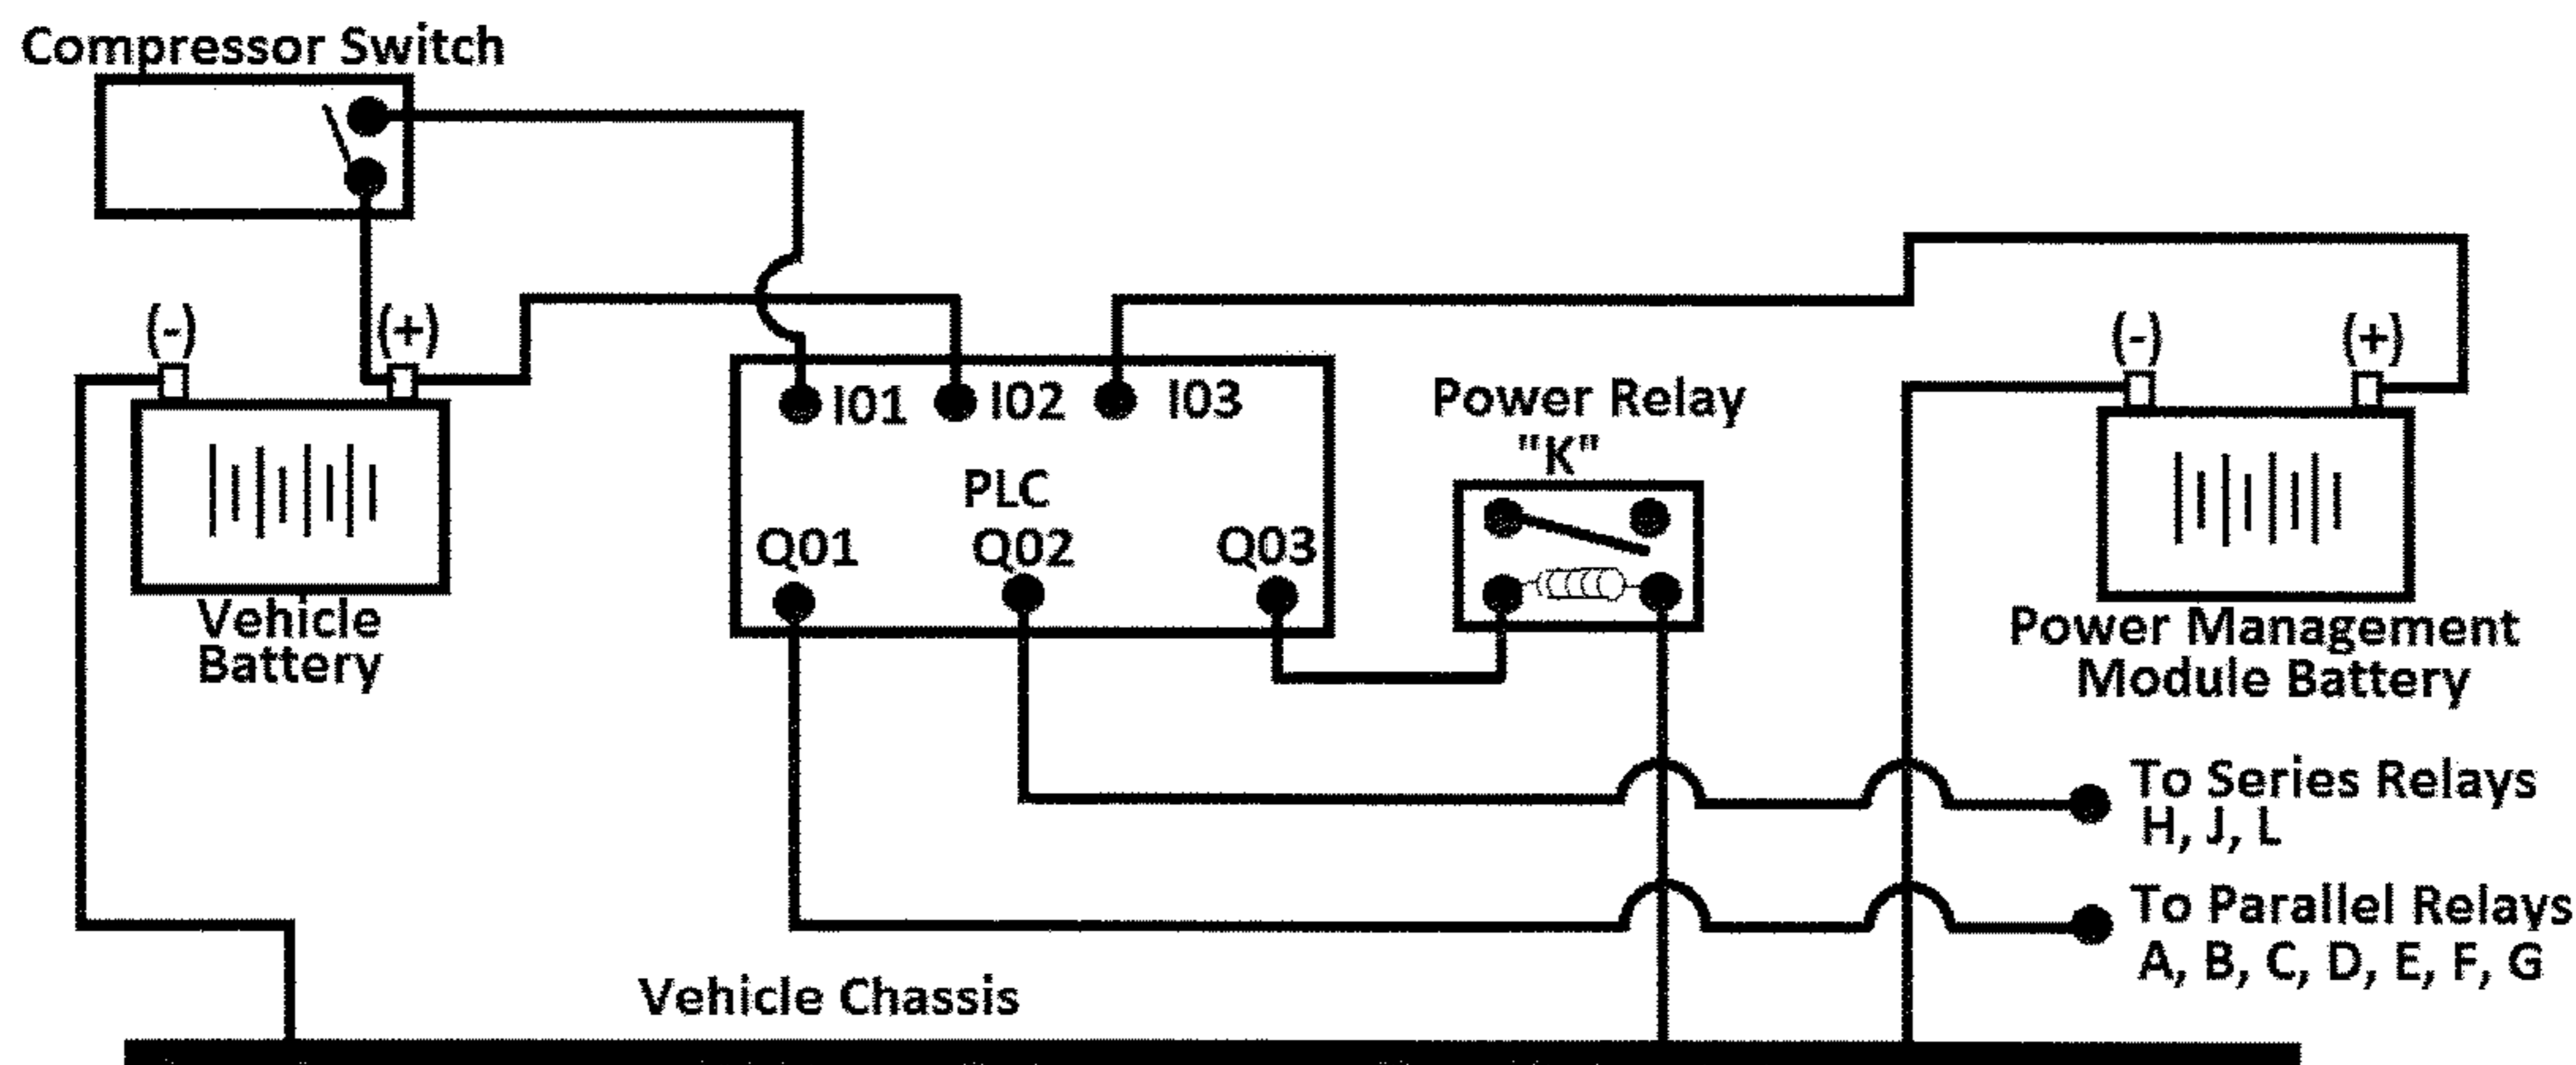 Compressor Switch
(-)
(+)
Vehicle
Battery
I01
I02
I03
PLC
Q01
Q02
Q03
Power Relay
"K"
(-)
(+)
Power Management
Module Battery
To Series Relays
H, J, L
To Parallel Relays
A, B, C, D, E, F, G
Vehicle Chassis